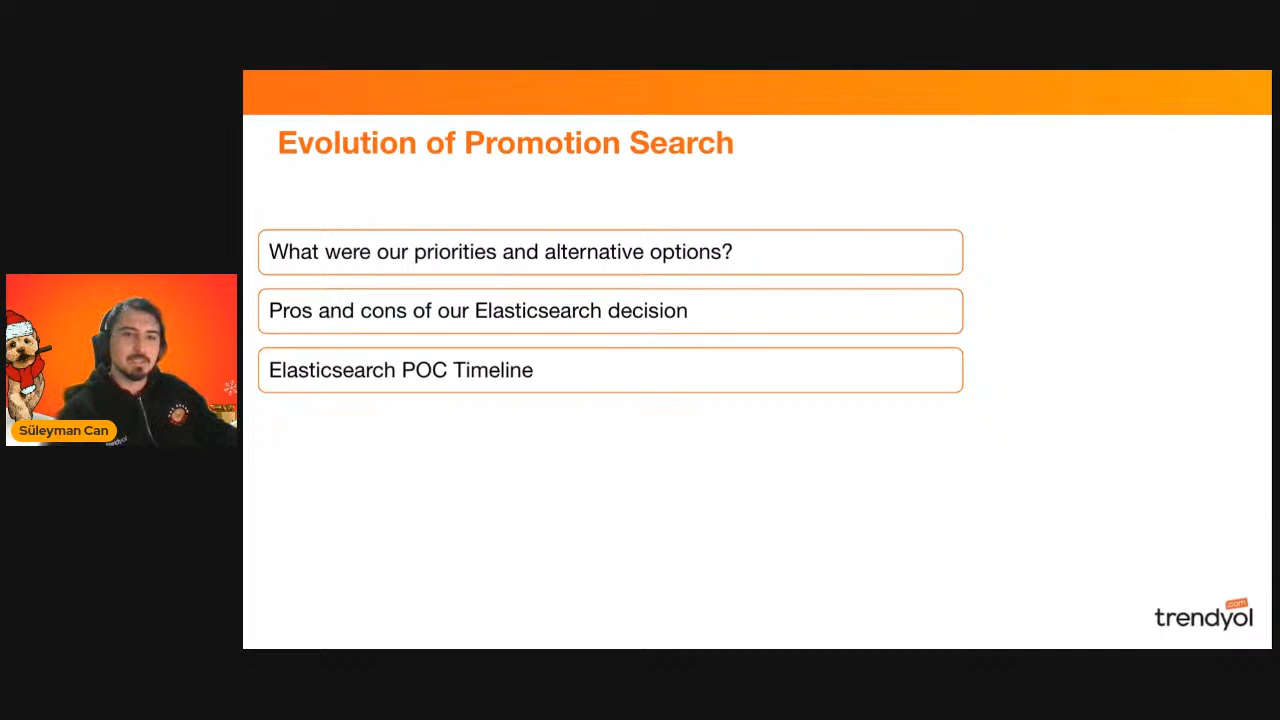 Evolution of Promotion Search
What were our priorities and alternative options?
Pros and cons of our Elasticsearch decision
Elasticsearch POC Timeline
Süleyman Can
trendyol
.com
trendyol